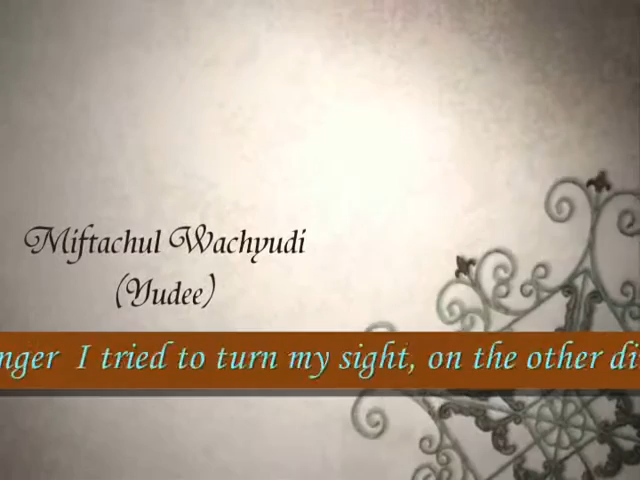 Miftachul Wachyudi
(Yudee)
nger I tried to turn my sight, on the other di